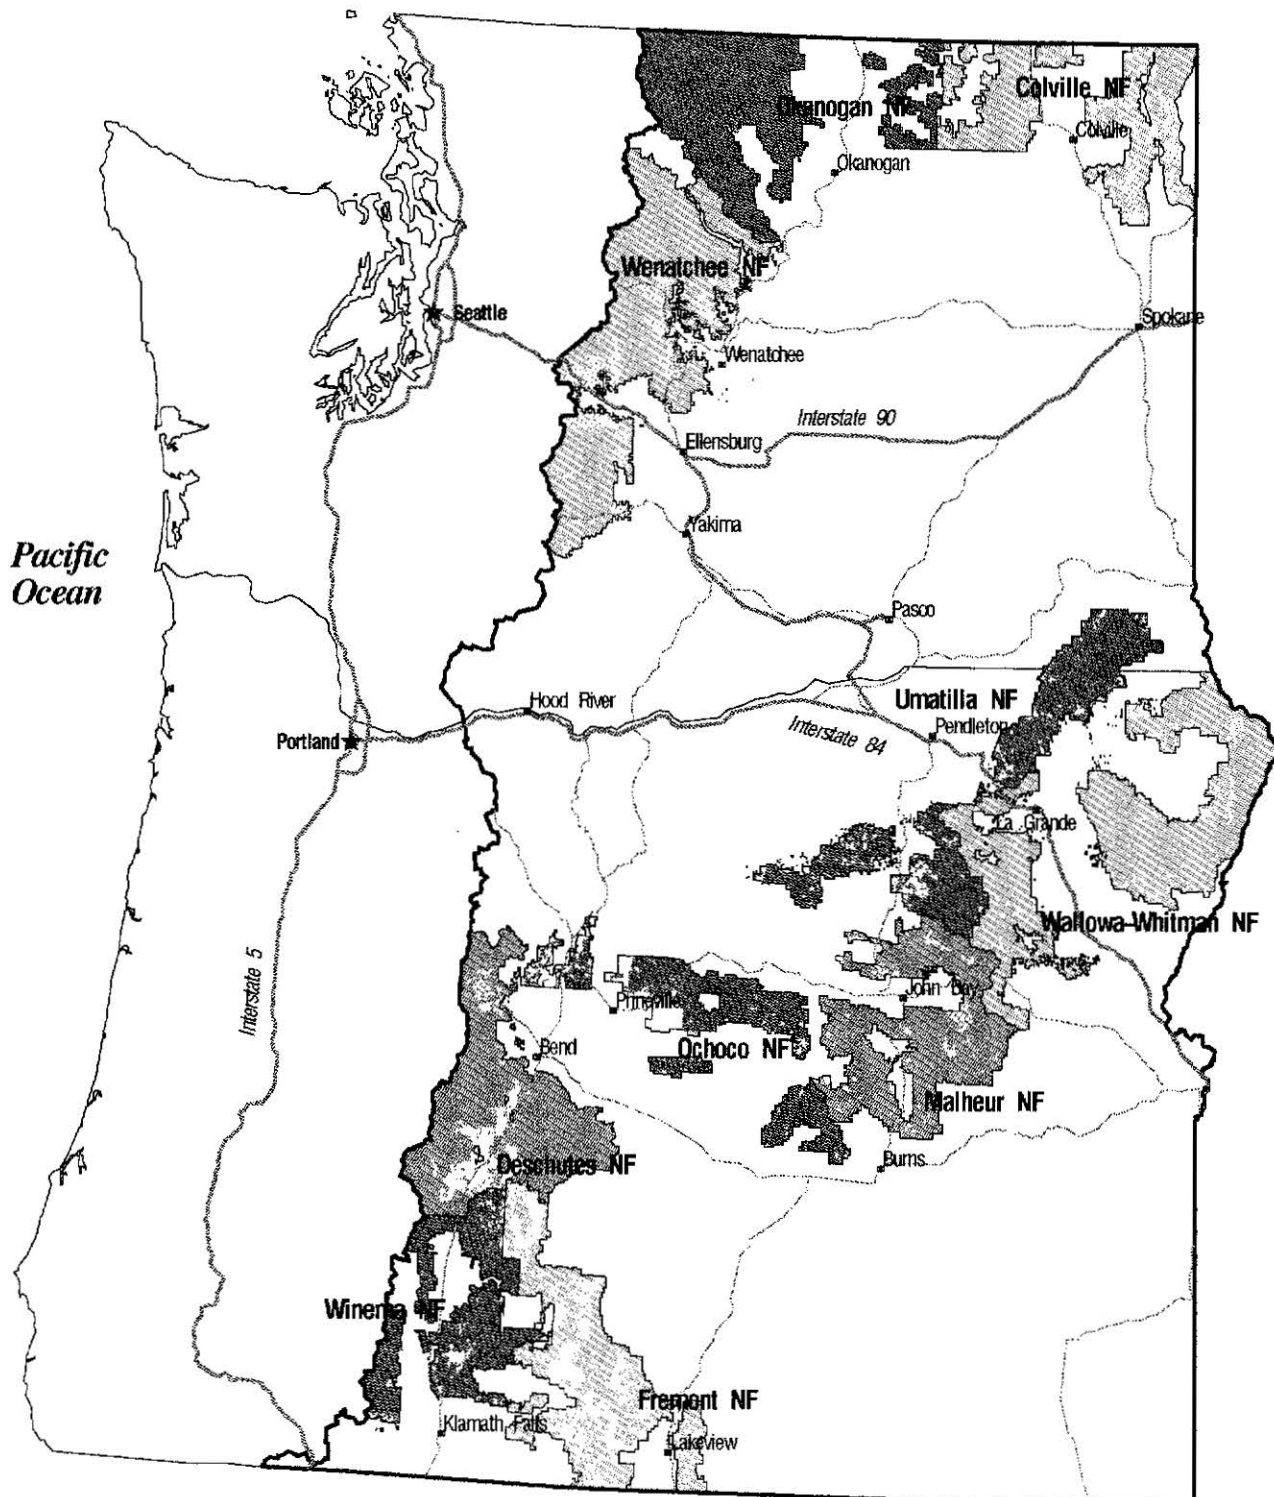 Colville NF
Okanogan NF
Colville
Okanogan
Wenatchee NF
Seattle
Spokane
Wenatchee
Interstate 90
Ellensburg
Yakima
Pacific
Ocean
Pasco
Umatilla NF
Hood River
Pendleton
Portland
Interstate 84
La Grande
Wallowa-Whitman NF
Interstate 5
John Day
Prineville
Bend
Ochoco NF
Malheur NF
Deschutes NF
Burns
Winema NF
Fremont NF
Klamath Falls
Lakeview